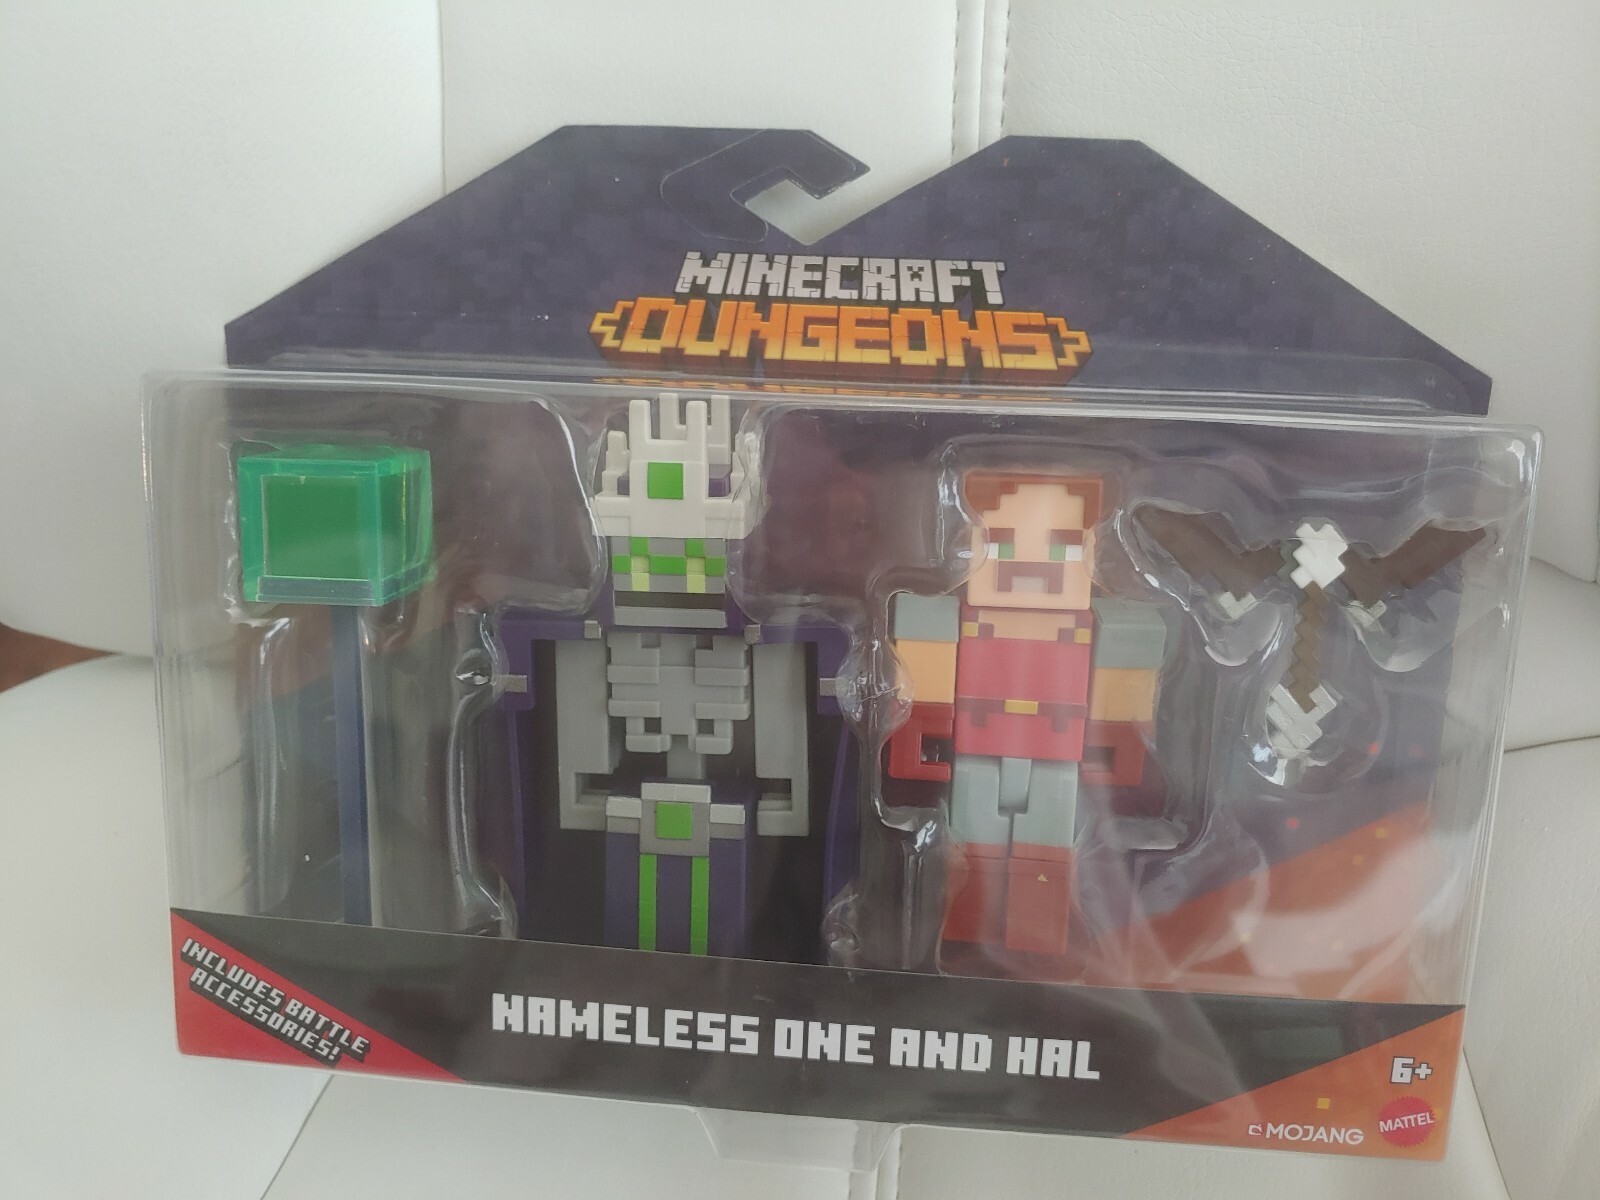 MINECRAFT
DUNGEONS
INCLUDES BATTLE
ACCESSORIES!
NAMELESS ONE AND HAL
6+
MOJANG
MATTEL